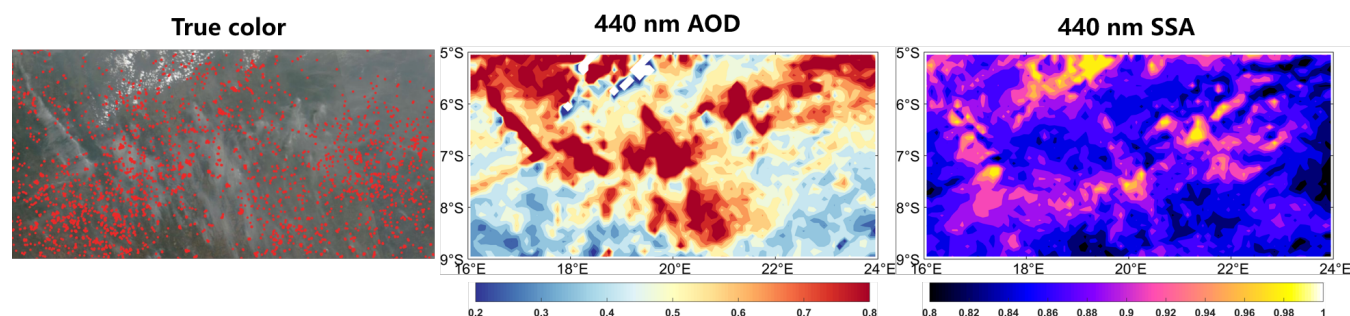 True color
440 nm AOD
440 nm SSA
5°S
6°S
7°S
8°S
9°S
16°E 18°E 20°E 22°E 24°E
0.2 0.3 0.4 0.5 0.6 0.7 0.8
5°S
6°S
7°S
8°S
9°S
16°E 18°E 20°E 22°E 24°E
0.8 0.82 0.84 0.86 0.88 0.9 0.92 0.94 0.96 0.98 1